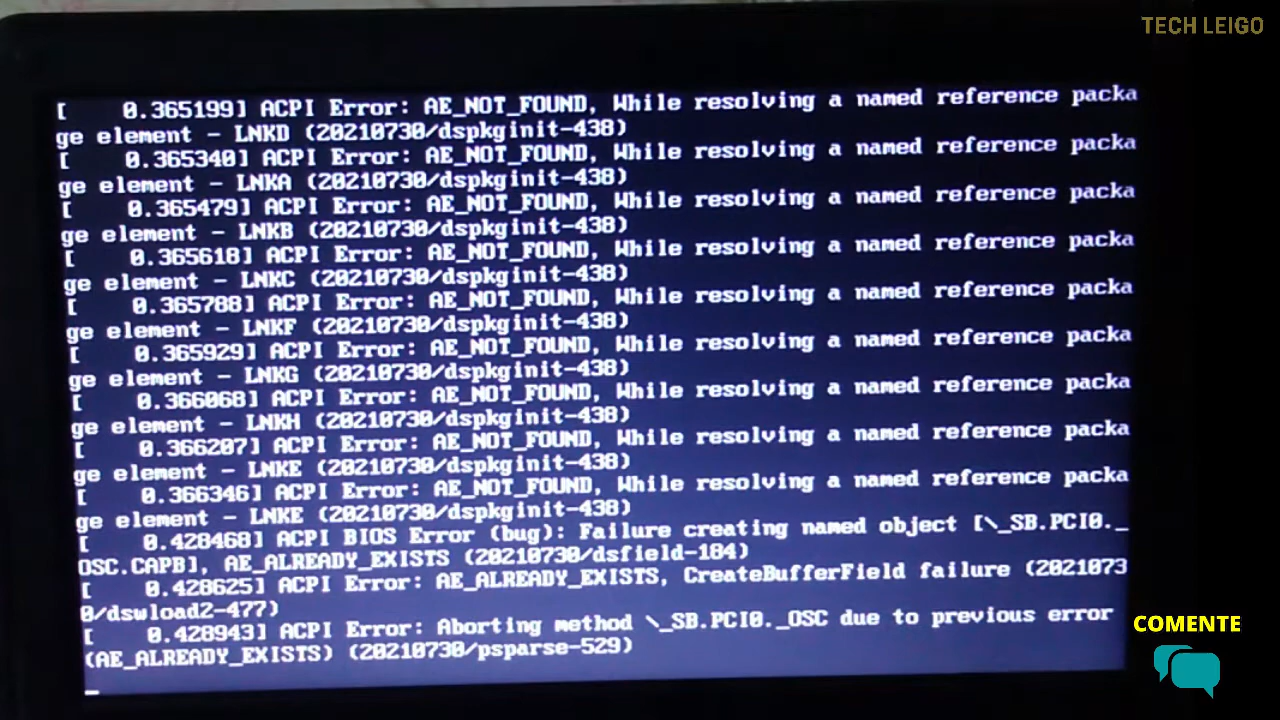 TECH LEIGO
[    0.365199] ACPI Error: AE_NOT_FOUND, While resolving a named reference packa
ge element - LNKD (20210730/dspkginit-438)
[    0.365340] ACPI Error: AE_NOT_FOUND, While resolving a named reference packa
ge element - LNKA (20210730/dspkginit-438)
[    0.365479] ACPI Error: AE_NOT_FOUND, While resolving a named reference packa
ge element - LNKB (20210730/dspkginit-438)
[    0.365618] ACPI Error: AE_NOT_FOUND, While resolving a named reference packa
ge element - LNKC (20210730/dspkginit-438)
[    0.365788] ACPI Error: AE_NOT_FOUND, While resolving a named reference packa
ge element - LNKF (20210730/dspkginit-438)
[    0.365929] ACPI Error: AE_NOT_FOUND, While resolving a named reference packa
ge element - LNKG (20210730/dspkginit-438)
[    0.366068] ACPI Error: AE_NOT_FOUND, While resolving a named reference packa
ge element - LNKH (20210730/dspkginit-438)
[    0.366207] ACPI Error: AE_NOT_FOUND, While resolving a named reference packa
ge element - LNKE (20210730/dspkginit-438)
[    0.366346] ACPI Error: AE_NOT_FOUND, While resolving a named reference packa
ge element - LNKE (20210730/dspkginit-438)
[    0.428468] ACPI BIOS Error (bug): Failure creating named object [\_SB.PCI0._
OSC.CAPB], AE_ALREADY_EXISTS (20210730/dsfield-184)
[    0.428625] ACPI Error: AE_ALREADY_EXISTS, CreateBufferField failure (2021073
0/dswload2-477)
[    0.428943] ACPI Error: Aborting method \_SB.PCI0._OSC due to previous error
(AE_ALREADY_EXISTS) (20210730/psparse-529)
COMENTE